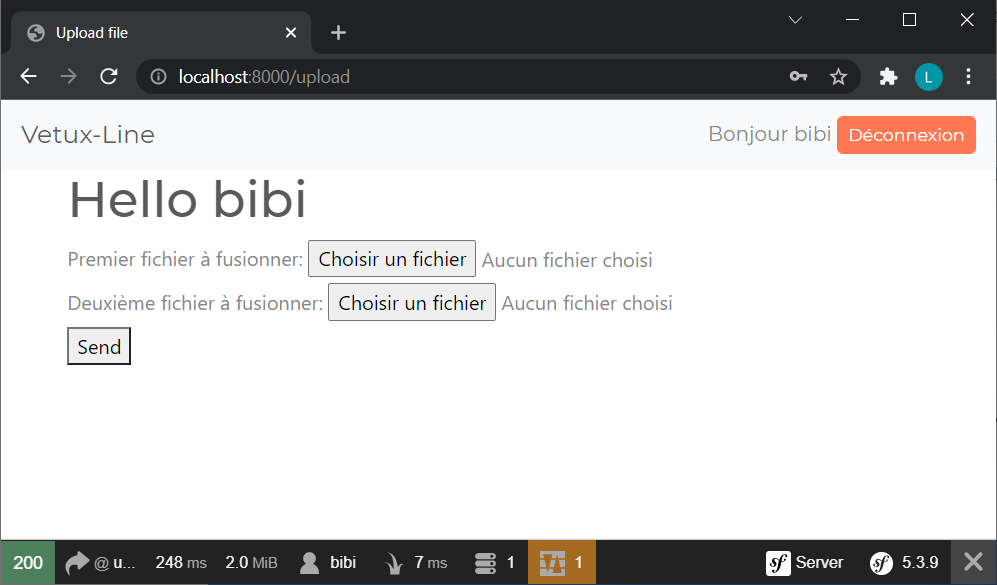 Upload file
localhost:8000/upload
L
Vetux-Line
Bonjour bibi Déconnexion
Hello bibi
Premier fichier à fusionner: Choisir un fichier Aucun fichier choisi
Deuxième fichier à fusionner: Choisir un fichier Aucun fichier choisi
Send
200 @ u... 248 ms 2.0 MiB bibi 7 ms 1 1 sf Server sf 5.3.9